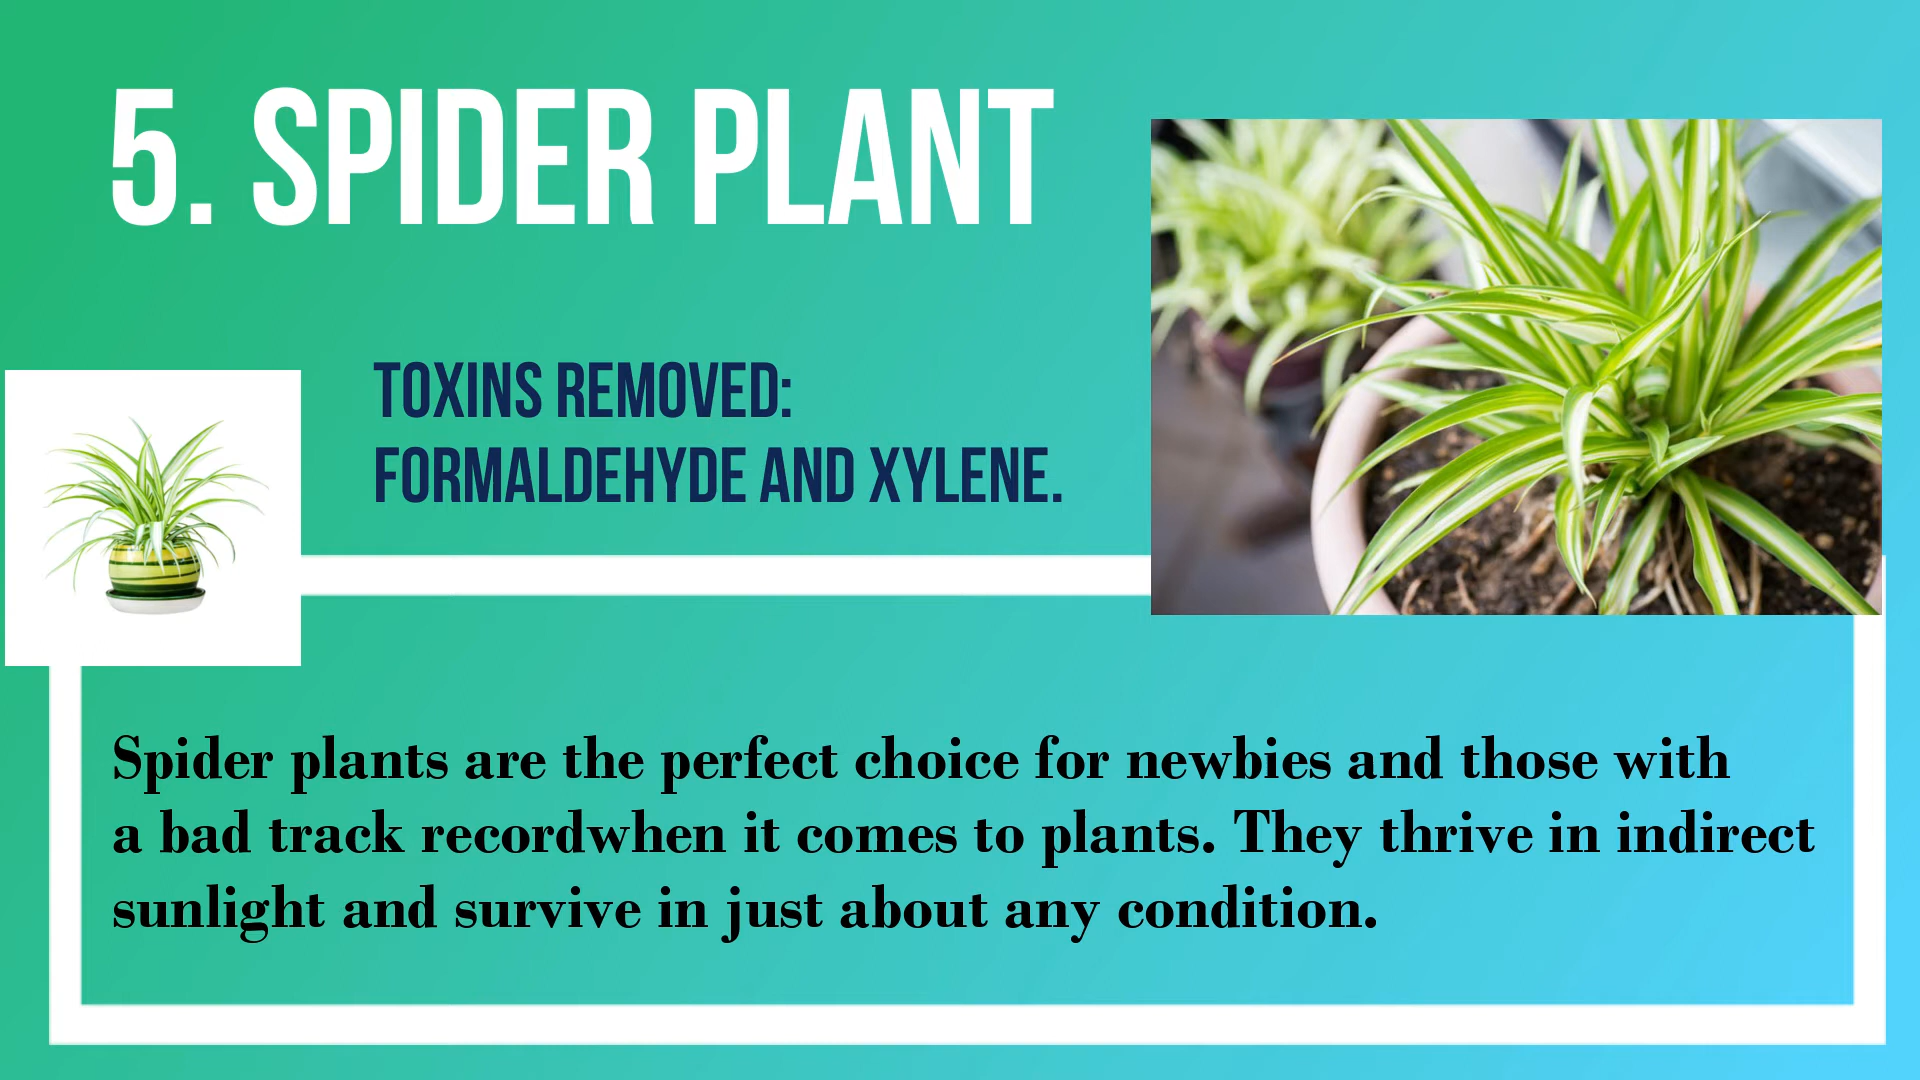 5. SPIDER PLANT
TOXINS REMOVED:
FORMALDEHYDE AND XYLENE.
Spider plants are the perfect choice for newbies and those with
a bad track recordwhen it comes to plants. They thrive in indirect
sunlight and survive in just about any condition.